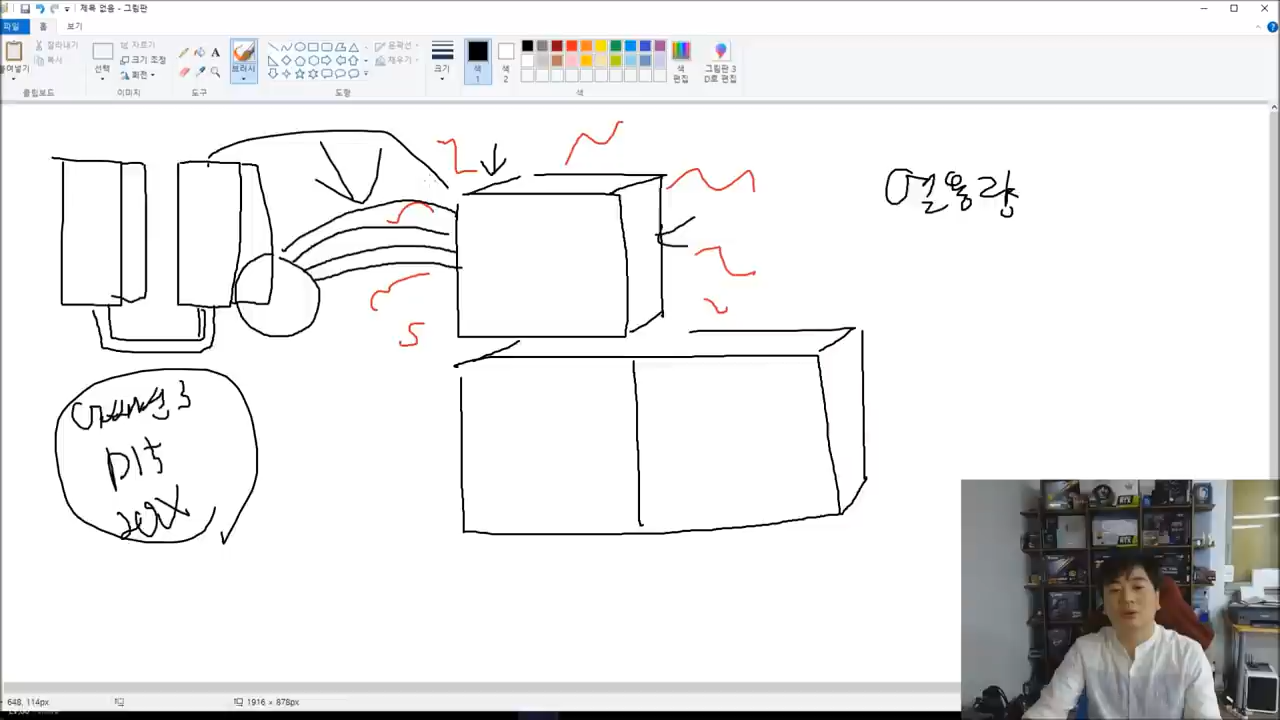 제목 없음 - 그림판
파일 홈 보기
붙여넣기
잘라내기
복사
클립보드
선택
자르기
크기 조정
회전
이미지
A
도구
브러시
윤곽선
채우기
도형
크기
색 1
색 2
색 편집
그림판 3D로 편집
색
열용량
S
D15
648, 114px
1916 × 878px